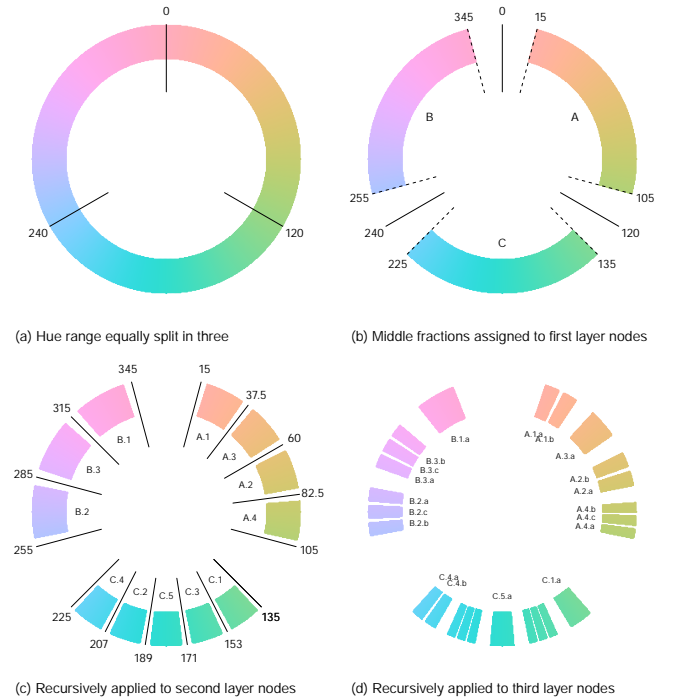 0
240
120
(a) Hue range equally split in three
0
345
15
B
A
255
105
240
120
C
225
135
(b) Middle fractions assigned to first layer nodes
345
15
315
37.5
B.1
A.1
60
B.3
A.3
285
A.2
82.5
B.2
A.4
255
105
C.4
C.1
C.2
C.3
C.5
225
135
207
153
189
171
(c) Recursively applied to second layer nodes
B.1.a
A.1.a
A.1.b
A.3.a
B.3.b
B.3.c
B.3.a
A.2.b
A.2.a
B.2.a
B.2.c
B.2.b
A.4.b
A.4.c
A.4.a
C.4.a
C.4.b
C.1.a
C.5.a
(d) Recursively applied to third layer nodes